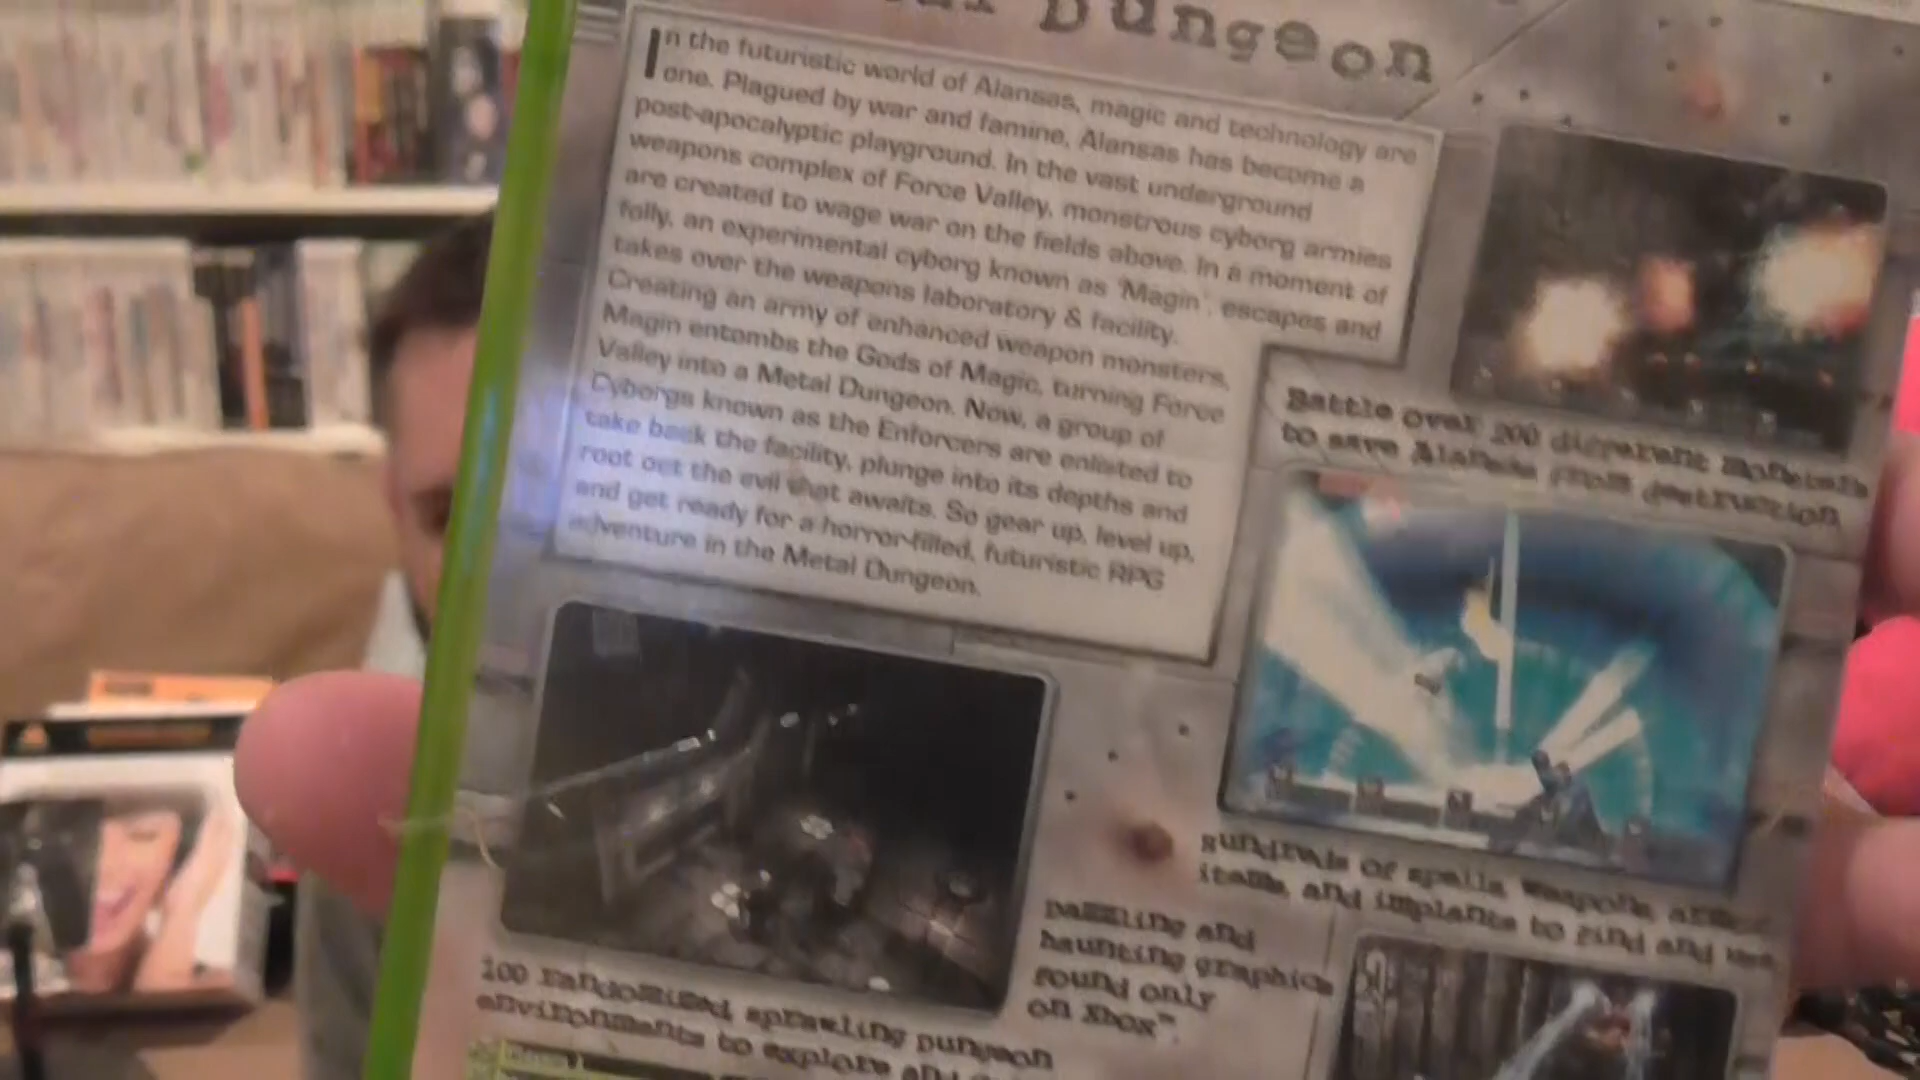 Dungeon
In the futuristic world of Alansas, magic and technology are
one. Plagued by war and famine, Alansas has become a
post-apocalyptic playground. In the vast underground
weapons complex of Force Valley, monstrous cyborg armies
are created to wage war on the fields above. In a moment of
folly, an experimental cyborg known as 'Magin', escapes and
takes over the weapons laboratory & facility.
Creating an army of enhanced weapon monsters,
Magin entombs the Gods of Magic, turning Force
Valley into a Metal Dungeon. Now, a group of
Cyborgs known as the Enforcers are enlisted to
take back the facility, plunge into its depths and
root out the evil that awaits. So gear up, level up,
and get ready for a horror-filled, futuristic RPG
adventure in the Metal Dungeon.
Battle over 200 different monsters
to save Alansas from destruction
Hundreds of spells, weapons,
items, and implants to find and use
Dazzling and
haunting graphics
found only
on Xbox™.
100 randomized, sprawling dungeon
environments to explore and